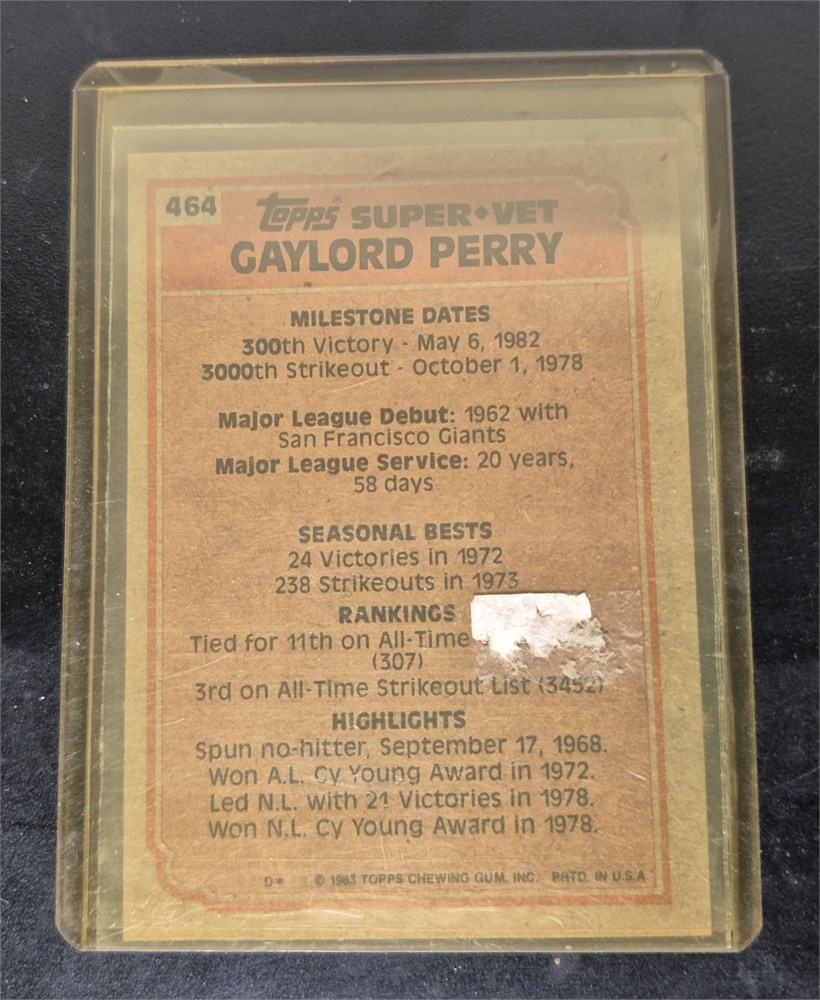 464
Topps® SUPER◆VET
GAYLORD PERRY
MILESTONE DATES
300th Victory - May 6, 1982
3000th Strikeout - October 1, 1978
Major League Debut: 1962 with
San Francisco Giants
Major League Service: 20 years,
58 days
SEASONAL BESTS
24 Victories in 1972
238 Strikeouts in 1973
RANKINGS
Tied for 11th on All-Time
(307)
3rd on All-Time Strikeout List (3452)
HIGHLIGHTS
Spun no-hitter, September 17, 1968.
Won A.L. Cy Young Award in 1972.
Led N.L. with 21 Victories in 1978.
Won N.L. Cy Young Award in 1978.
D* © 1983 TOPPS CHEWING GUM, INC. PRTD. IN U.S.A.